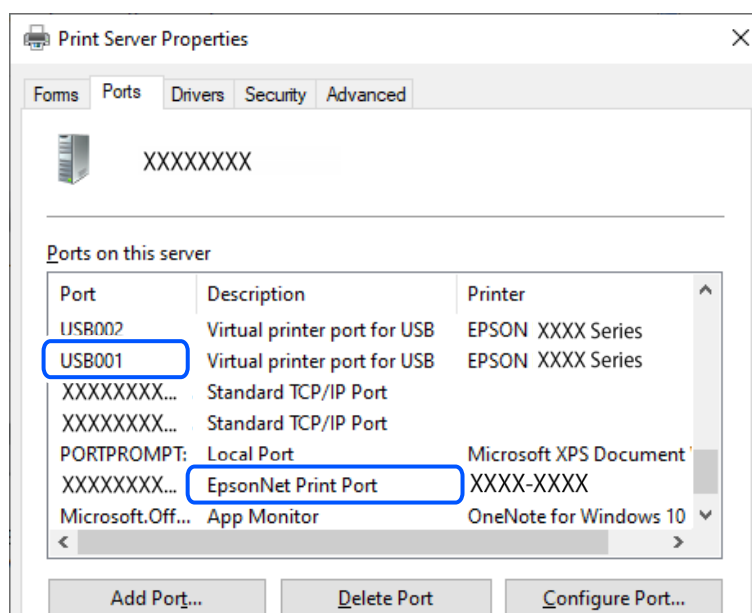 Print Server Properties
Forms Ports Drivers Security Advanced
XXXXXXXX
Ports on this server
Port Description Printer
USB002 Virtual printer port for USB EPSON XXXX Series
USB001 Virtual printer port for USB EPSON XXXX Series
XXXXXXXX... Standard TCP/IP Port
XXXXXXXX... Standard TCP/IP Port
PORTPROMPT: Local Port Microsoft XPS Document
XXXXXXXX... EpsonNet Print Port XXXX-XXXX
Microsoft.Off... App Monitor OneNote for Windows 10
Add Port... Delete Port Configure Port...